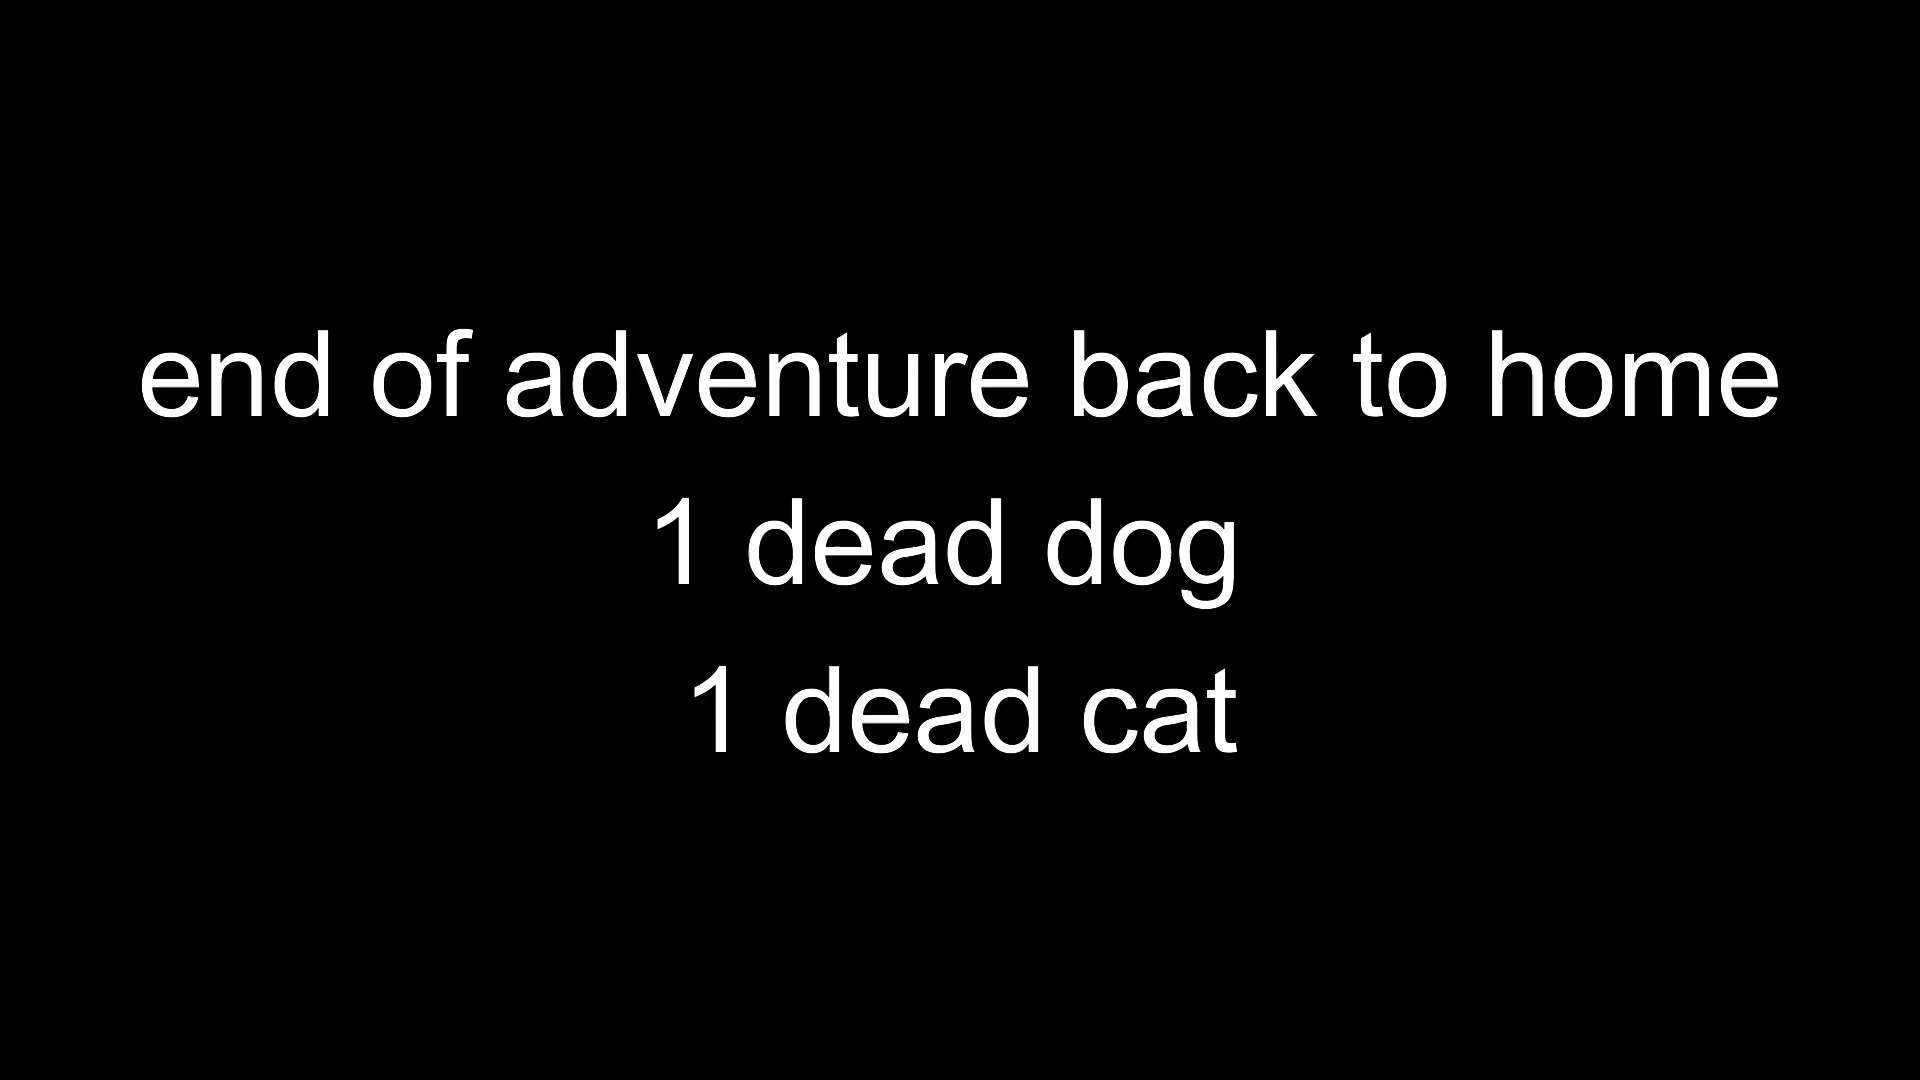 end of adventure back to home
1 dead dog
1 dead cat